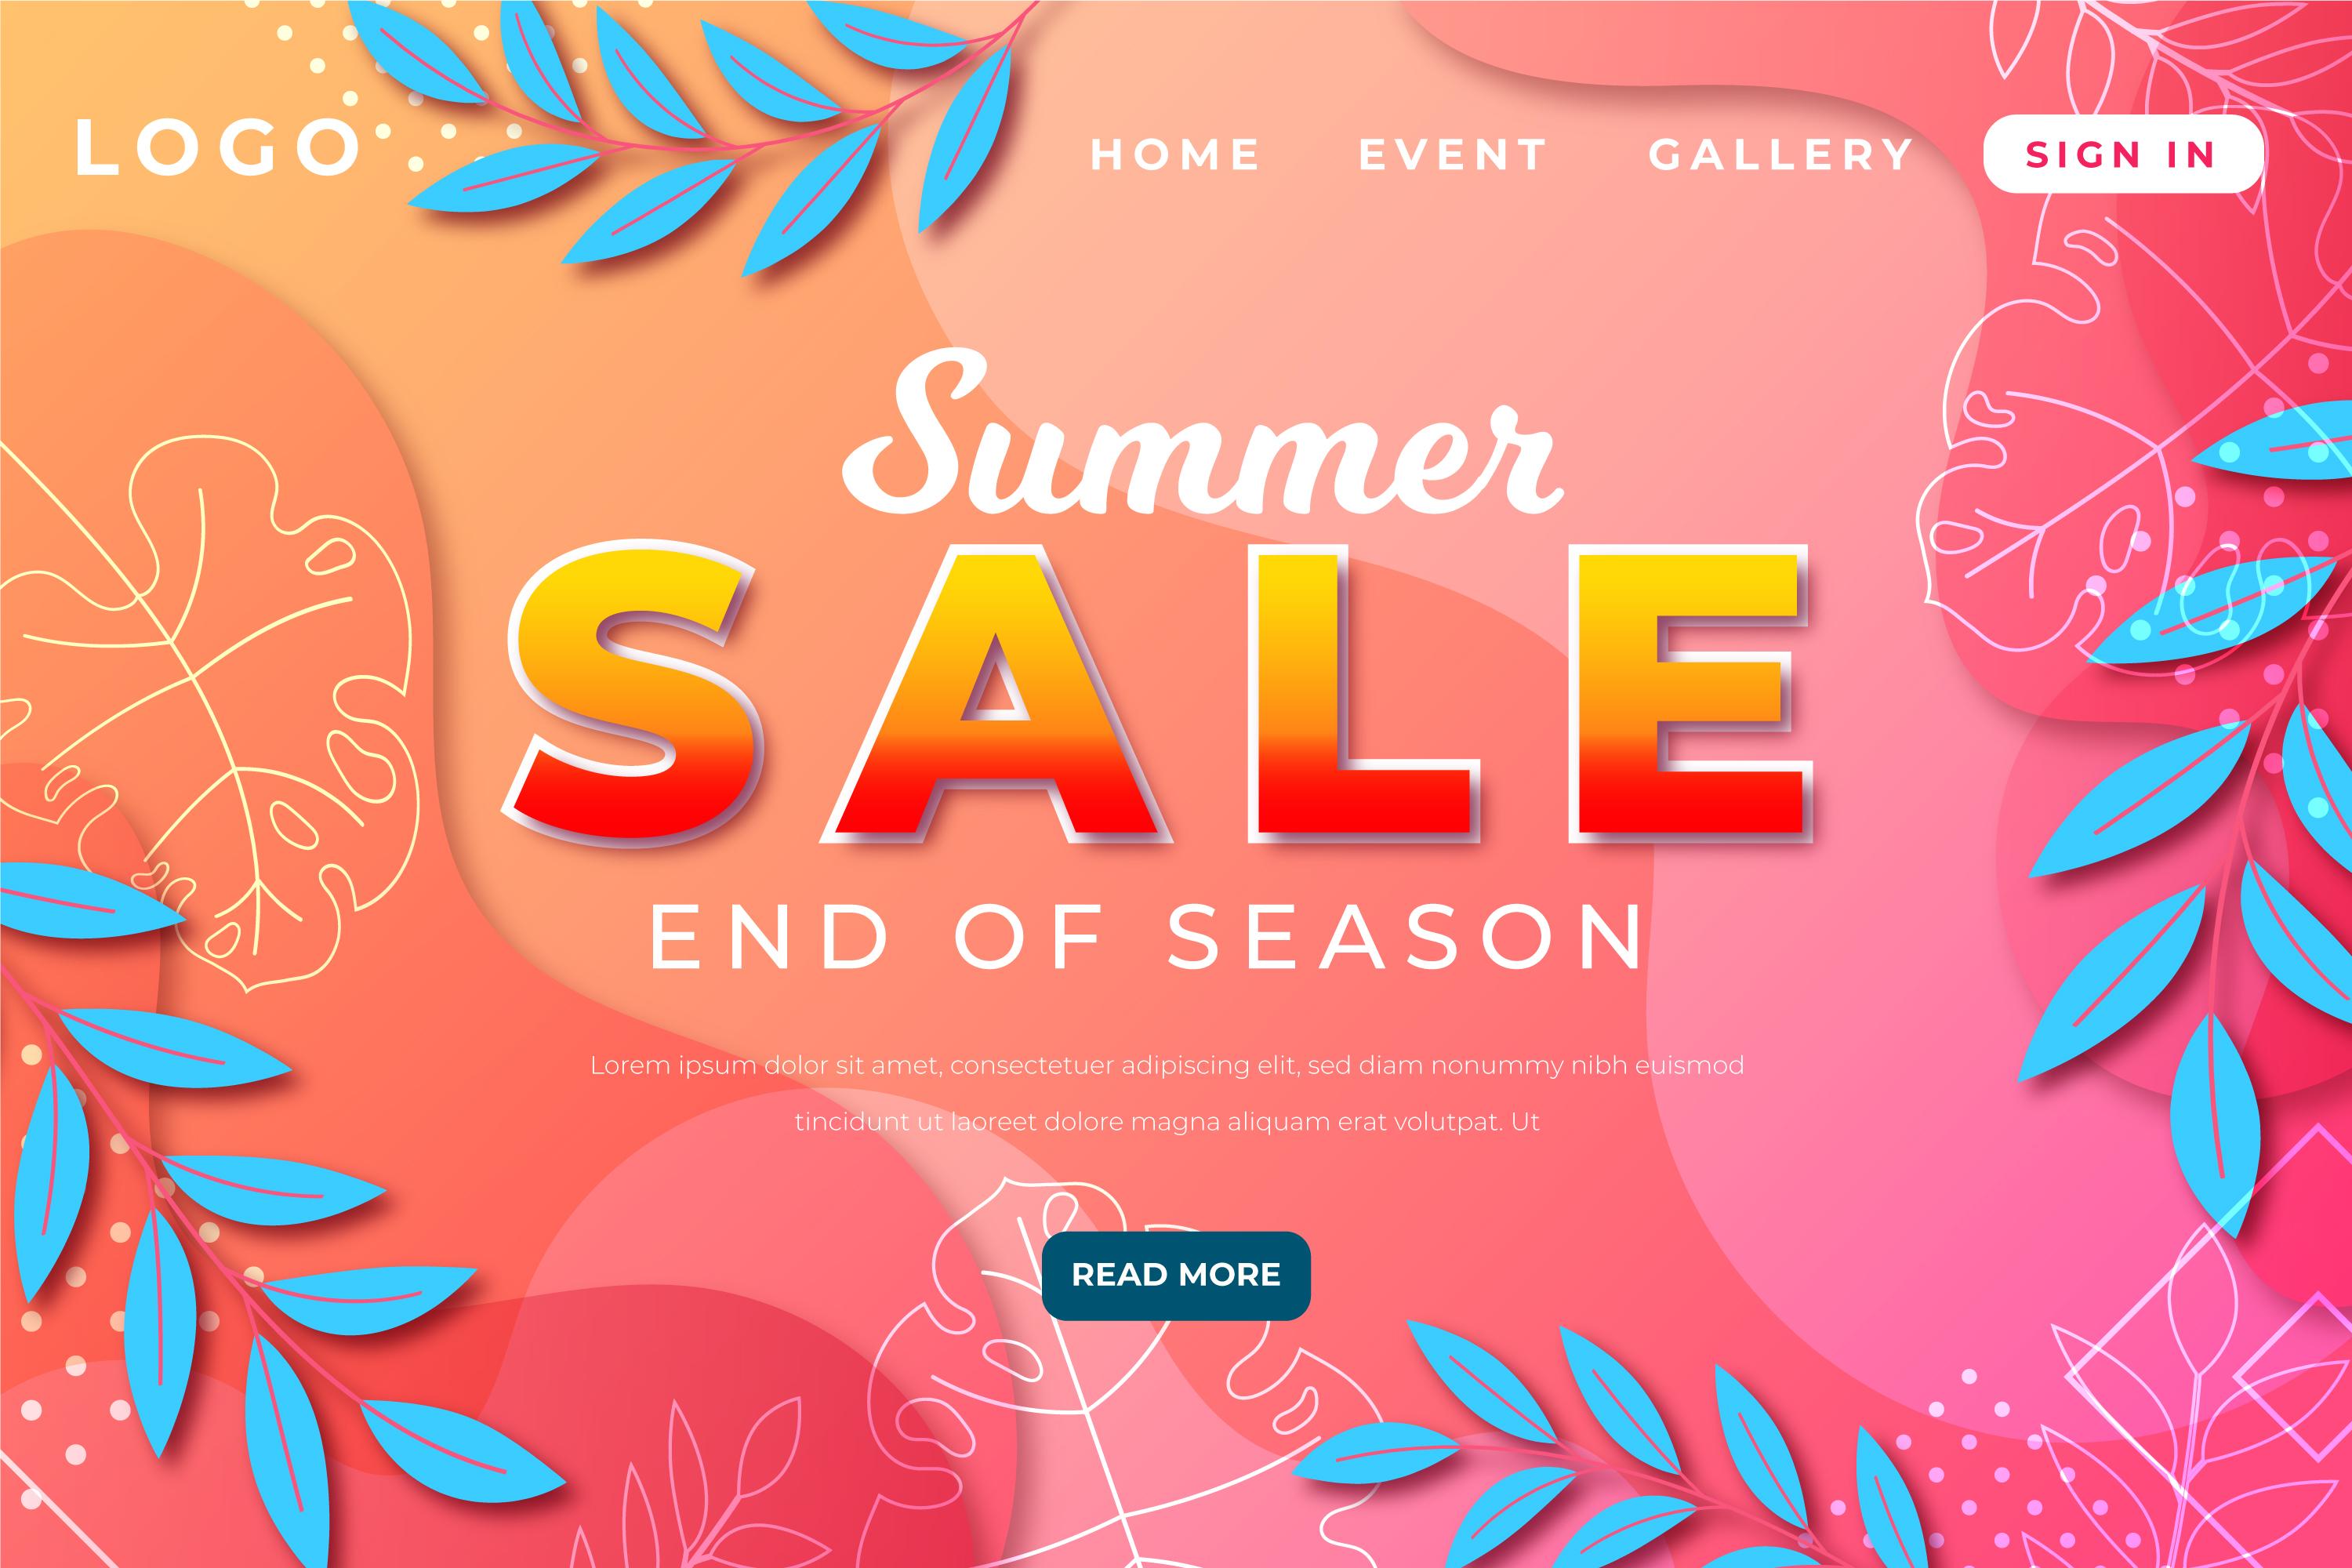 LOGO
HOME EVENT GALLERY SIGN IN
Summer
SALE
END OF SEASON
Lorem ipsum dolor sit amet, consectetuer adipiscing elit, sed diam nonummy nibh euismod
tincidunt ut laoreet dolore magna aliquam erat volutpat. Ut
READ MORE